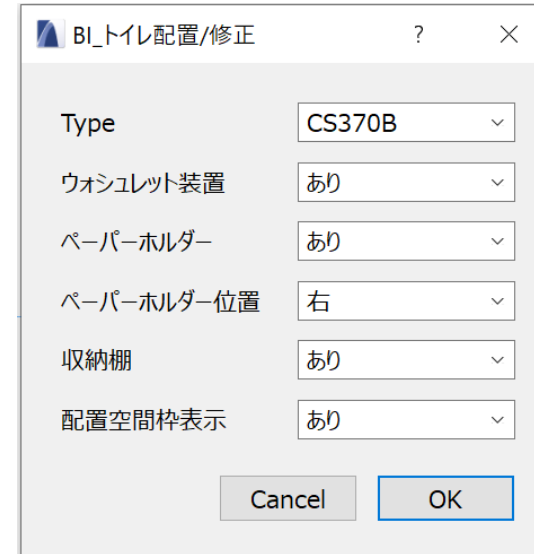 BI_トイレ配置/修正 ?
Type CS370B
ウォシュレット装置 あり
ペーパーホルダー あり
ペーパーホルダー位置 右
収納棚 あり
配置空間枠表示 あり
Cancel OK